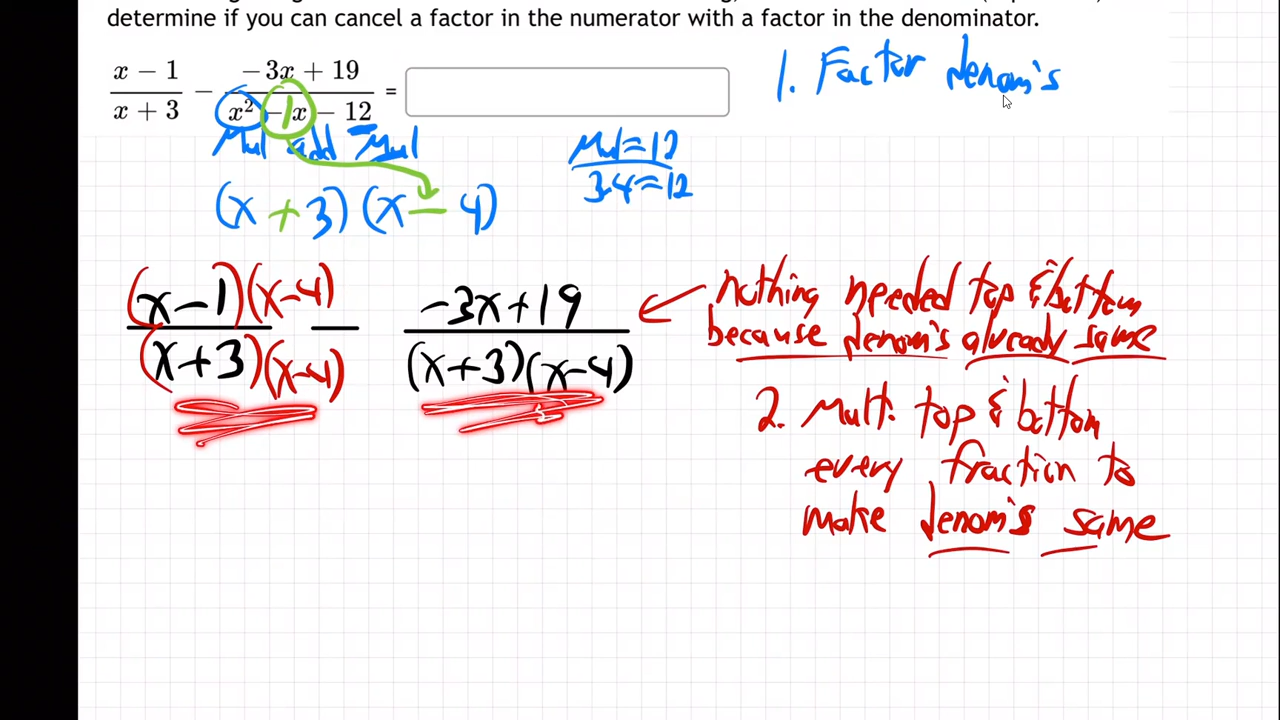 determine if you can cancel a factor in the numerator with a factor in the denominator.
x − 1 / x + 3 − −3x + 19 / x² − 1x − 12 =
1. Factor denom's
Mul add Mul
Mul=12
3·4=12
(x + 3)(x − 4)
(x−1)(x−4) / (x+3)(x−4) − −3x+19 / (x+3)(x−4)
nothing needed top & bottom
because denom's already same
2. Mult. top & bottom
every fraction to
make denom's same